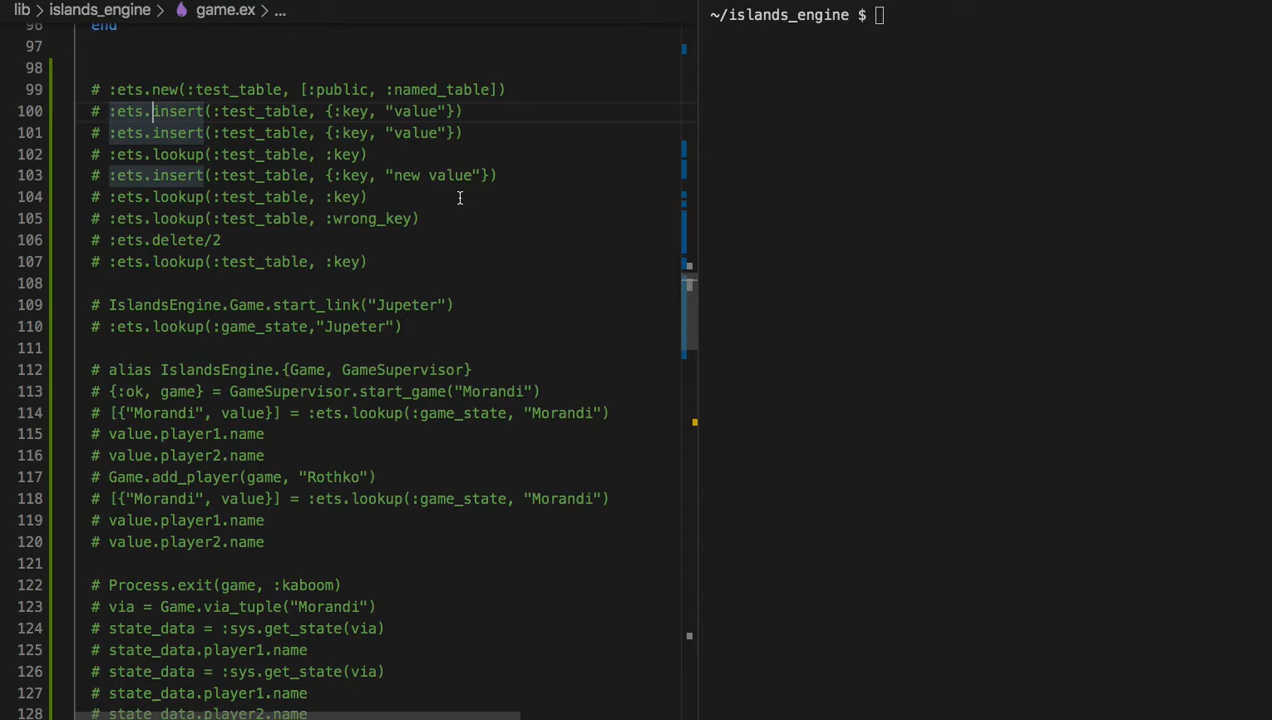 lib > islands_engine > game.ex > ...
~/islands_engine $
96 end
97
98
99 # :ets.new(:test_table, [:public, :named_table])
100 # :ets.insert(:test_table, {:key, "value"})
101 # :ets.insert(:test_table, {:key, "value"})
102 # :ets.lookup(:test_table, :key)
103 # :ets.insert(:test_table, {:key, "new value"})
104 # :ets.lookup(:test_table, :key)
105 # :ets.lookup(:test_table, :wrong_key)
106 # :ets.delete/2
107 # :ets.lookup(:test_table, :key)
108
109 # IslandsEngine.Game.start_link("Jupeter")
110 # :ets.lookup(:game_state,"Jupeter")
111
112 # alias IslandsEngine.{Game, GameSupervisor}
113 # {:ok, game} = GameSupervisor.start_game("Morandi")
114 # [{"Morandi", value}] = :ets.lookup(:game_state, "Morandi")
115 # value.player1.name
116 # value.player2.name
117 # Game.add_player(game, "Rothko")
118 # [{"Morandi", value}] = :ets.lookup(:game_state, "Morandi")
119 # value.player1.name
120 # value.player2.name
121
122 # Process.exit(game, :kaboom)
123 # via = Game.via_tuple("Morandi")
124 # state_data = :sys.get_state(via)
125 # state_data.player1.name
126 # state_data = :sys.get_state(via)
127 # state_data.player1.name
128 # state_data.player2.name